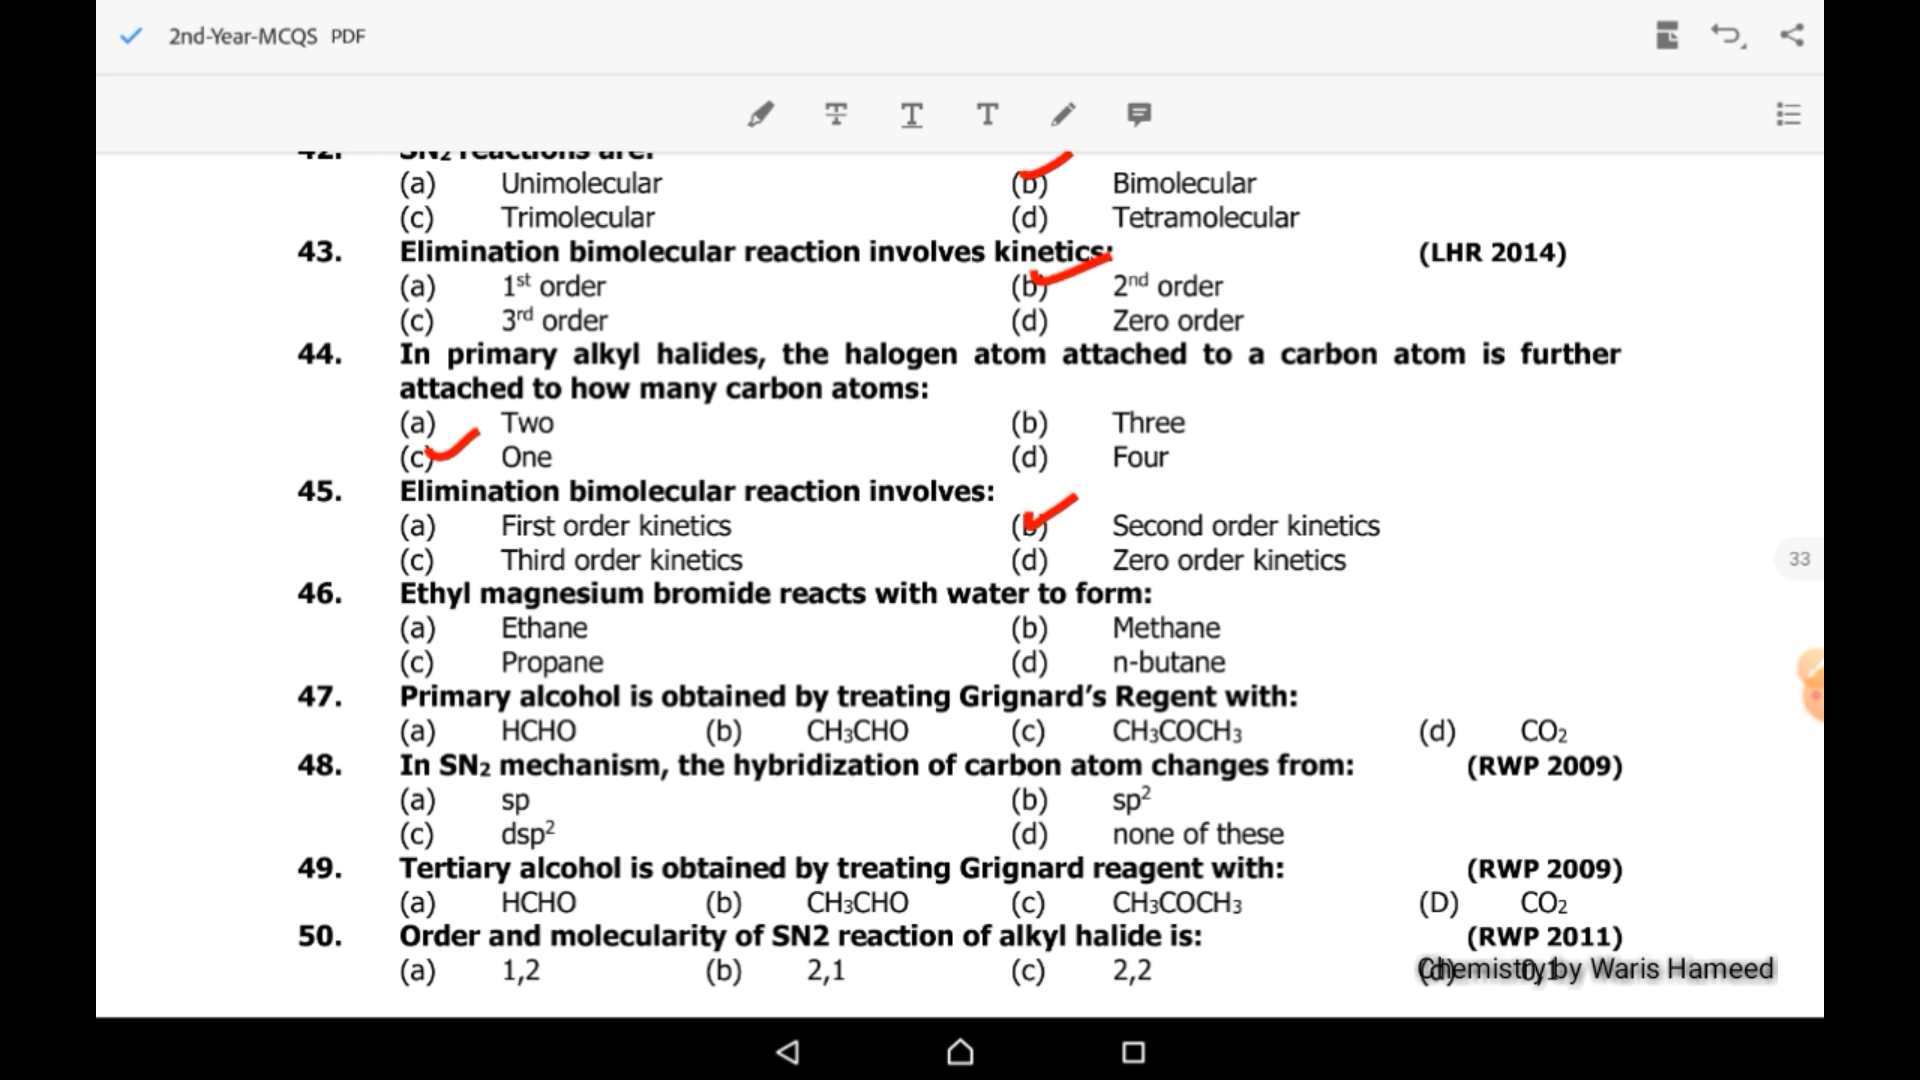 2nd-Year-MCQS PDF
42. SN2 reactions are:
(a) Unimolecular (b) Bimolecular
(c) Trimolecular (d) Tetramolecular
43. Elimination bimolecular reaction involves kinetics: (LHR 2014)
(a) 1st order (b) 2nd order
(c) 3rd order (d) Zero order
44. In primary alkyl halides, the halogen atom attached to a carbon atom is further
attached to how many carbon atoms:
(a) Two (b) Three
(c) One (d) Four
45. Elimination bimolecular reaction involves:
(a) First order kinetics (b) Second order kinetics
(c) Third order kinetics (d) Zero order kinetics
33
46. Ethyl magnesium bromide reacts with water to form:
(a) Ethane (b) Methane
(c) Propane (d) n-butane
47. Primary alcohol is obtained by treating Grignard's Regent with:
(a) HCHO (b) CH3CHO (c) CH3COCH3 (d) CO2
48. In SN2 mechanism, the hybridization of carbon atom changes from: (RWP 2009)
(a) sp (b) sp2
(c) dsp2 (d) none of these
49. Tertiary alcohol is obtained by treating Grignard reagent with: (RWP 2009)
(a) HCHO (b) CH3CHO (c) CH3COCH3 (D) CO2
50. Order and molecularity of SN2 reaction of alkyl halide is: (RWP 2011)
(a) 1,2 (b) 2,1 (c) 2,2 (d) 0,1
Chemistry by Waris Hameed